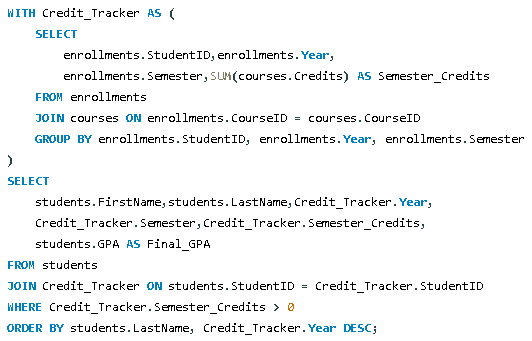 WITH Credit_Tracker AS (
SELECT
enrollments.StudentID,enrollments.Year,
enrollments.Semester,SUM(courses.Credits) AS Semester_Credits
FROM enrollments
JOIN courses ON enrollments.CourseID = courses.CourseID
GROUP BY enrollments.StudentID, enrollments.Year, enrollments.Semester
)
SELECT
students.FirstName,students.LastName,Credit_Tracker.Year,
Credit_Tracker.Semester,Credit_Tracker.Semester_Credits,
students.GPA AS Final_GPA
FROM students
JOIN Credit_Tracker ON students.StudentID = Credit_Tracker.StudentID
WHERE Credit_Tracker.Semester_Credits > 0
ORDER BY students.LastName, Credit_Tracker.Year DESC;